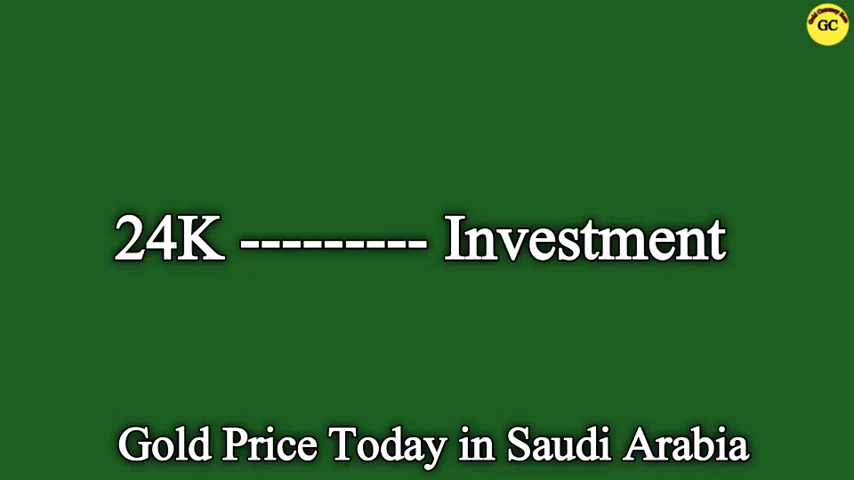 GC
24K --------- Investment
Gold Price Today in Saudi Arabia